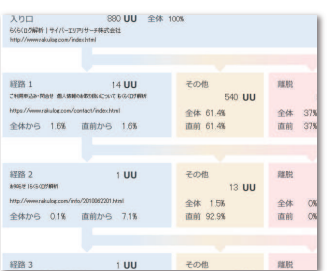 入り口 880 UU 全体 100%
らくらくログ解析 | サイバーエリアリサーチ株式会社
http://www.rakulog.com/index.html
経路 1 14 UU その他 離脱
540 UU
https://www.rakulog.com/contact/index.html 全体 61.4% 全体 37%
全体から 1.6% 直前から 1.6% 直前 61.4% 直前 37%
経路 2 1 UU その他 離脱
13 UU
http://www.rakulog.com/info/2010062201.html 全体 1.5% 全体 0%
全体から 0.1% 直前から 7.1% 直前 92.9% 直前 0%
経路 3 1 UU その他 離脱